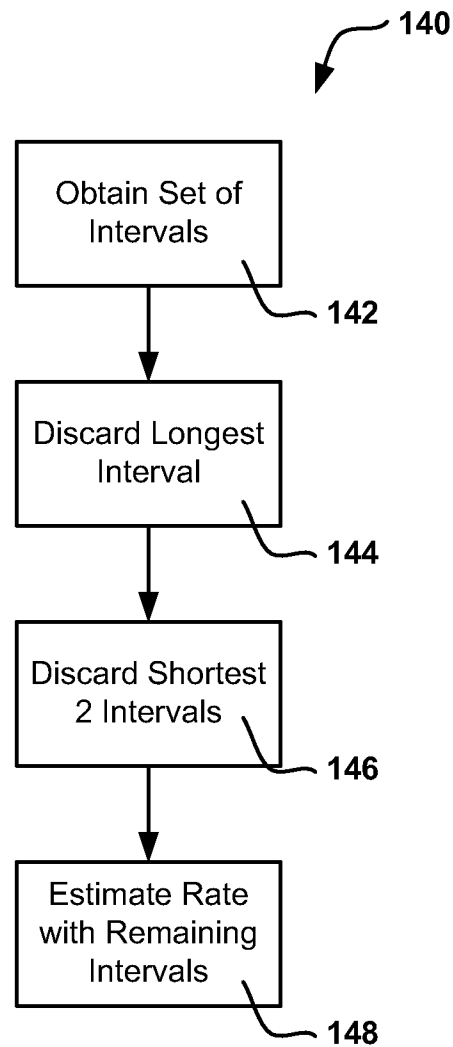 140
Obtain Set of
Intervals
142
Discard Longest
Interval
144
Discard Shortest
2 Intervals
146
Estimate Rate
with Remaining
Intervals
148